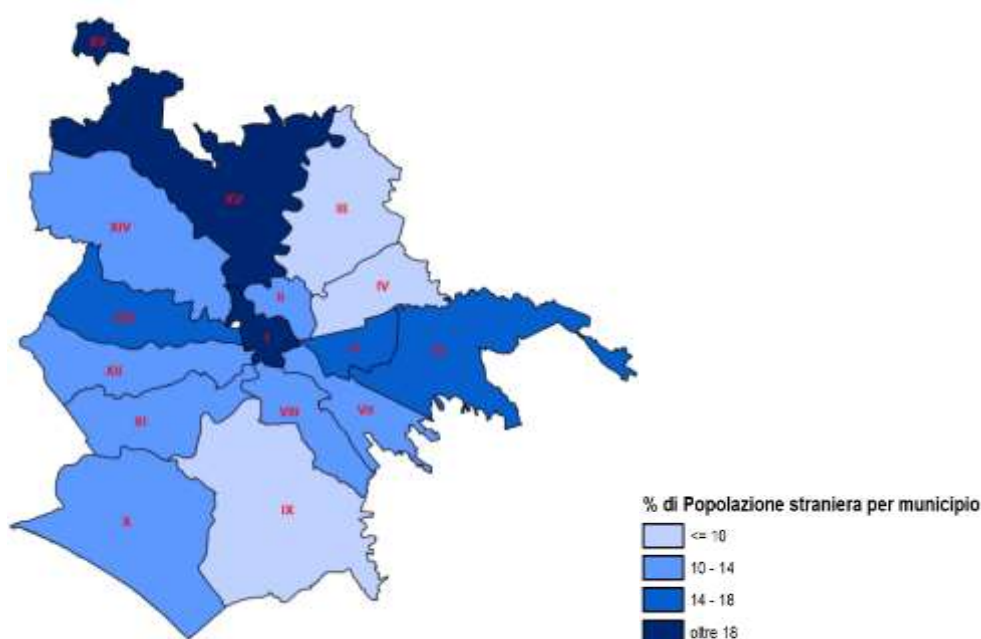 XV
XV
III
XIV
IV
II
XIII
I
V
VI
XII
VII
VIII
XI
IX
X
% di Popolazione straniera per municipio
<= 10
10 - 14
14 - 18
oltre 18